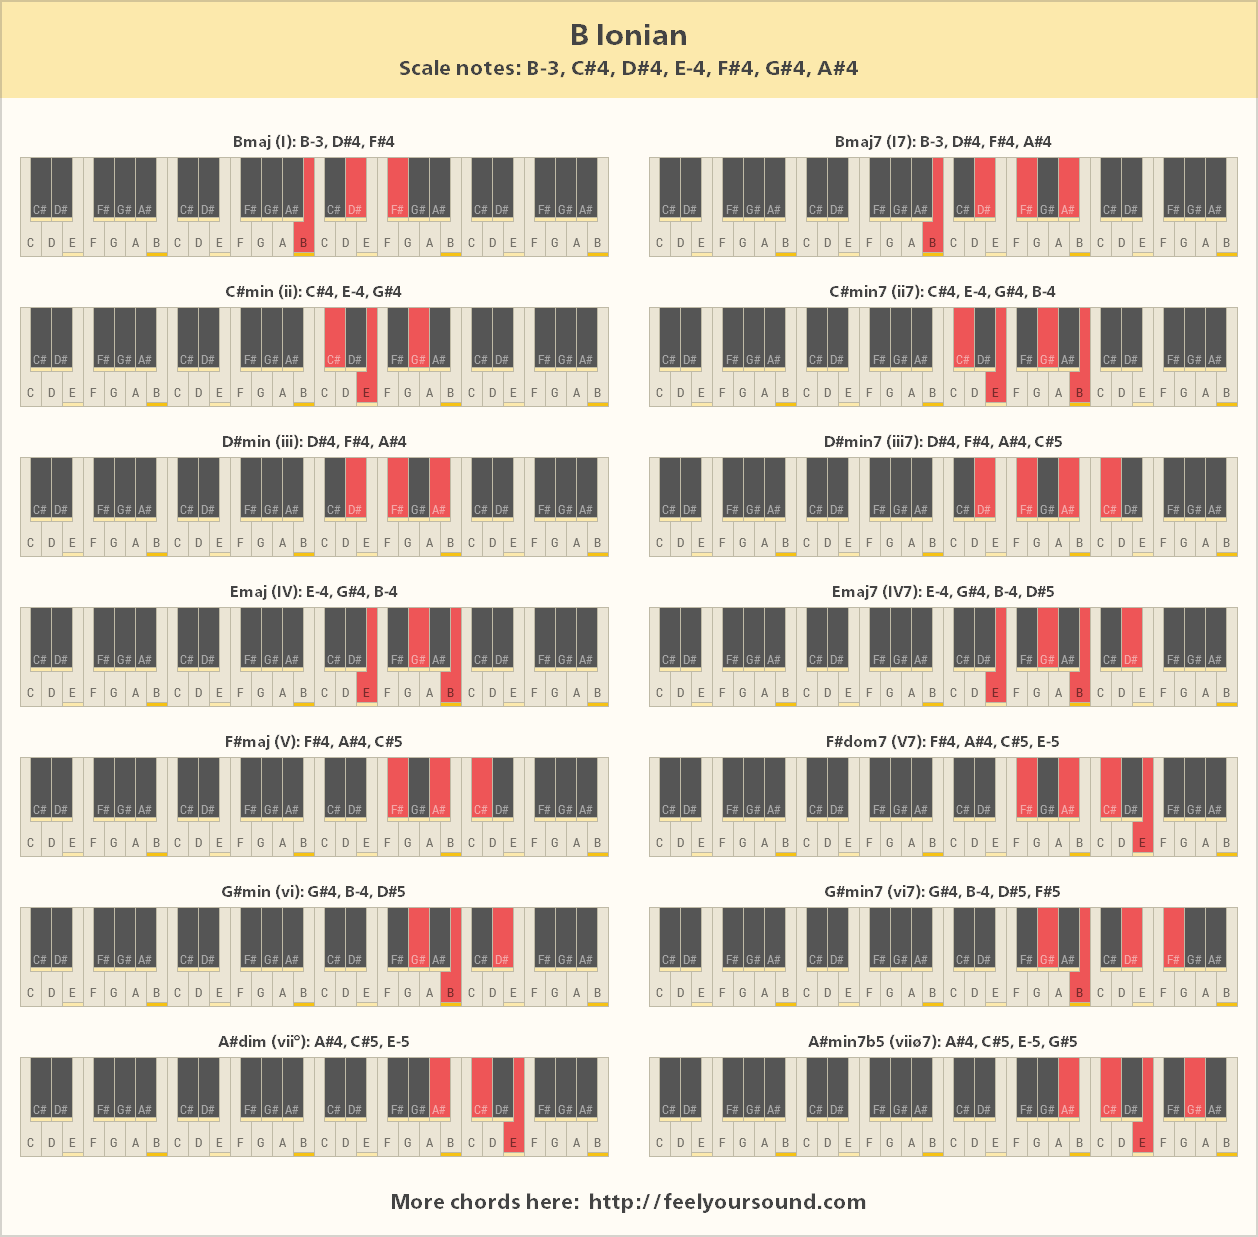 B Ionian
Scale notes: B-3, C#4, D#4, E-4, F#4, G#4, A#4
Bmaj (I): B-3, D#4, F#4
C# D# F# G# A# C# D# F# G# A# C# D# F# G# A# C# D# F# G# A#
C D E F G A B C D E F G A B C D E F G A B C D E F G A B
Bmaj7 (I7): B-3, D#4, F#4, A#4
C# D# F# G# A# C# D# F# G# A# C# D# F# G# A# C# D# F# G# A#
C D E F G A B C D E F G A B C D E F G A B C D E F G A B
C#min (ii): C#4, E-4, G#4
C# D# F# G# A# C# D# F# G# A# C# D# F# G# A# C# D# F# G# A#
C D E F G A B C D E F G A B C D E F G A B C D E F G A B
C#min7 (ii7): C#4, E-4, G#4, B-4
C# D# F# G# A# C# D# F# G# A# C# D# F# G# A# C# D# F# G# A#
C D E F G A B C D E F G A B C D E F G A B C D E F G A B
D#min (iii): D#4, F#4, A#4
C# D# F# G# A# C# D# F# G# A# C# D# F# G# A# C# D# F# G# A#
C D E F G A B C D E F G A B C D E F G A B C D E F G A B
D#min7 (iii7): D#4, F#4, A#4, C#5
C# D# F# G# A# C# D# F# G# A# C# D# F# G# A# C# D# F# G# A#
C D E F G A B C D E F G A B C D E F G A B C D E F G A B
Emaj (IV): E-4, G#4, B-4
C# D# F# G# A# C# D# F# G# A# C# D# F# G# A# C# D# F# G# A#
C D E F G A B C D E F G A B C D E F G A B C D E F G A B
Emaj7 (IV7): E-4, G#4, B-4, D#5
C# D# F# G# A# C# D# F# G# A# C# D# F# G# A# C# D# F# G# A#
C D E F G A B C D E F G A B C D E F G A B C D E F G A B
F#maj (V): F#4, A#4, C#5
C# D# F# G# A# C# D# F# G# A# C# D# F# G# A# C# D# F# G# A#
C D E F G A B C D E F G A B C D E F G A B C D E F G A B
F#dom7 (V7): F#4, A#4, C#5, E-5
C# D# F# G# A# C# D# F# G# A# C# D# F# G# A# C# D# F# G# A#
C D E F G A B C D E F G A B C D E F G A B C D E F G A B
G#min (vi): G#4, B-4, D#5
C# D# F# G# A# C# D# F# G# A# C# D# F# G# A# C# D# F# G# A#
C D E F G A B C D E F G A B C D E F G A B C D E F G A B
G#min7 (vi7): G#4, B-4, D#5, F#5
C# D# F# G# A# C# D# F# G# A# C# D# F# G# A# C# D# F# G# A#
C D E F G A B C D E F G A B C D E F G A B C D E F G A B
A#dim (vii°): A#4, C#5, E-5
C# D# F# G# A# C# D# F# G# A# C# D# F# G# A# C# D# F# G# A#
C D E F G A B C D E F G A B C D E F G A B C D E F G A B
A#min7b5 (viiø7): A#4, C#5, E-5, G#5
C# D# F# G# A# C# D# F# G# A# C# D# F# G# A# C# D# F# G# A#
C D E F G A B C D E F G A B C D E F G A B C D E F G A B
More chords here: http://feelyoursound.com